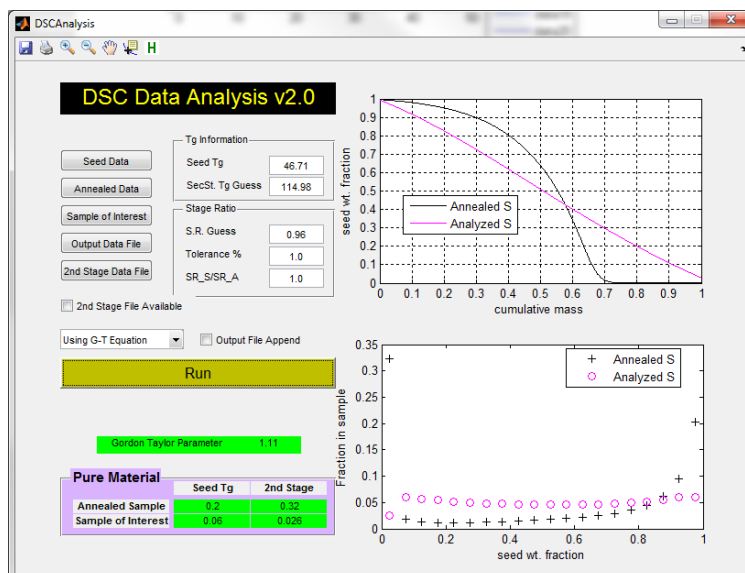 0 10 20 30 40 50 60
DSCAnalysis
H
DSC Data Analysis v2.0
Seed Data
Annealed Data
Sample of Interest
Output Data File
2nd Stage Data File
Tg Information
Seed Tg 46.71
SecSt. Tg Guess 114.98
Stage Ratio
S.R. Guess 0.96
Tolerance % 1.0
SR_S/SR_A 1.0
2nd Stage File Available
Using G-T Equation
Output File Append
Run
Gordon Taylor Parameter 1.11
Pure Material
Seed Tg 2nd Stage
Annealed Sample 0.2 0.32
Sample of Interest 0.06 0.026
seed wt. fraction
1
0.9
0.8
0.7
0.6
0.5
0.4
0.3
0.2
0.1
0
Annealed S
Analyzed S
0 0.1 0.2 0.3 0.4 0.5 0.6 0.7 0.8 0.9 1
cumulative mass
Fraction in sample
0.35
0.3
0.25
0.2
0.15
0.1
0.05
0
Annealed S
Analyzed S
0 0.2 0.4 0.6 0.8 1
seed wt. fraction